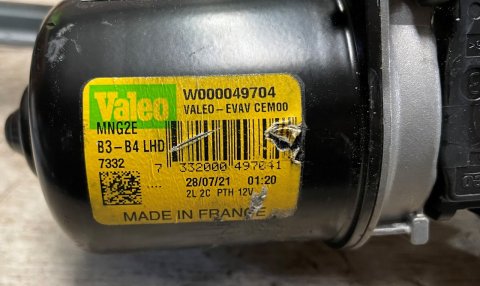 Valeo
W000049704
VALEO-EVAV CEM00
MNG2E
B3-B4 LHD
7332
7 332000 497041
28/07/21 01:20
2L 2C PTH 12V
MADE IN FRANCE